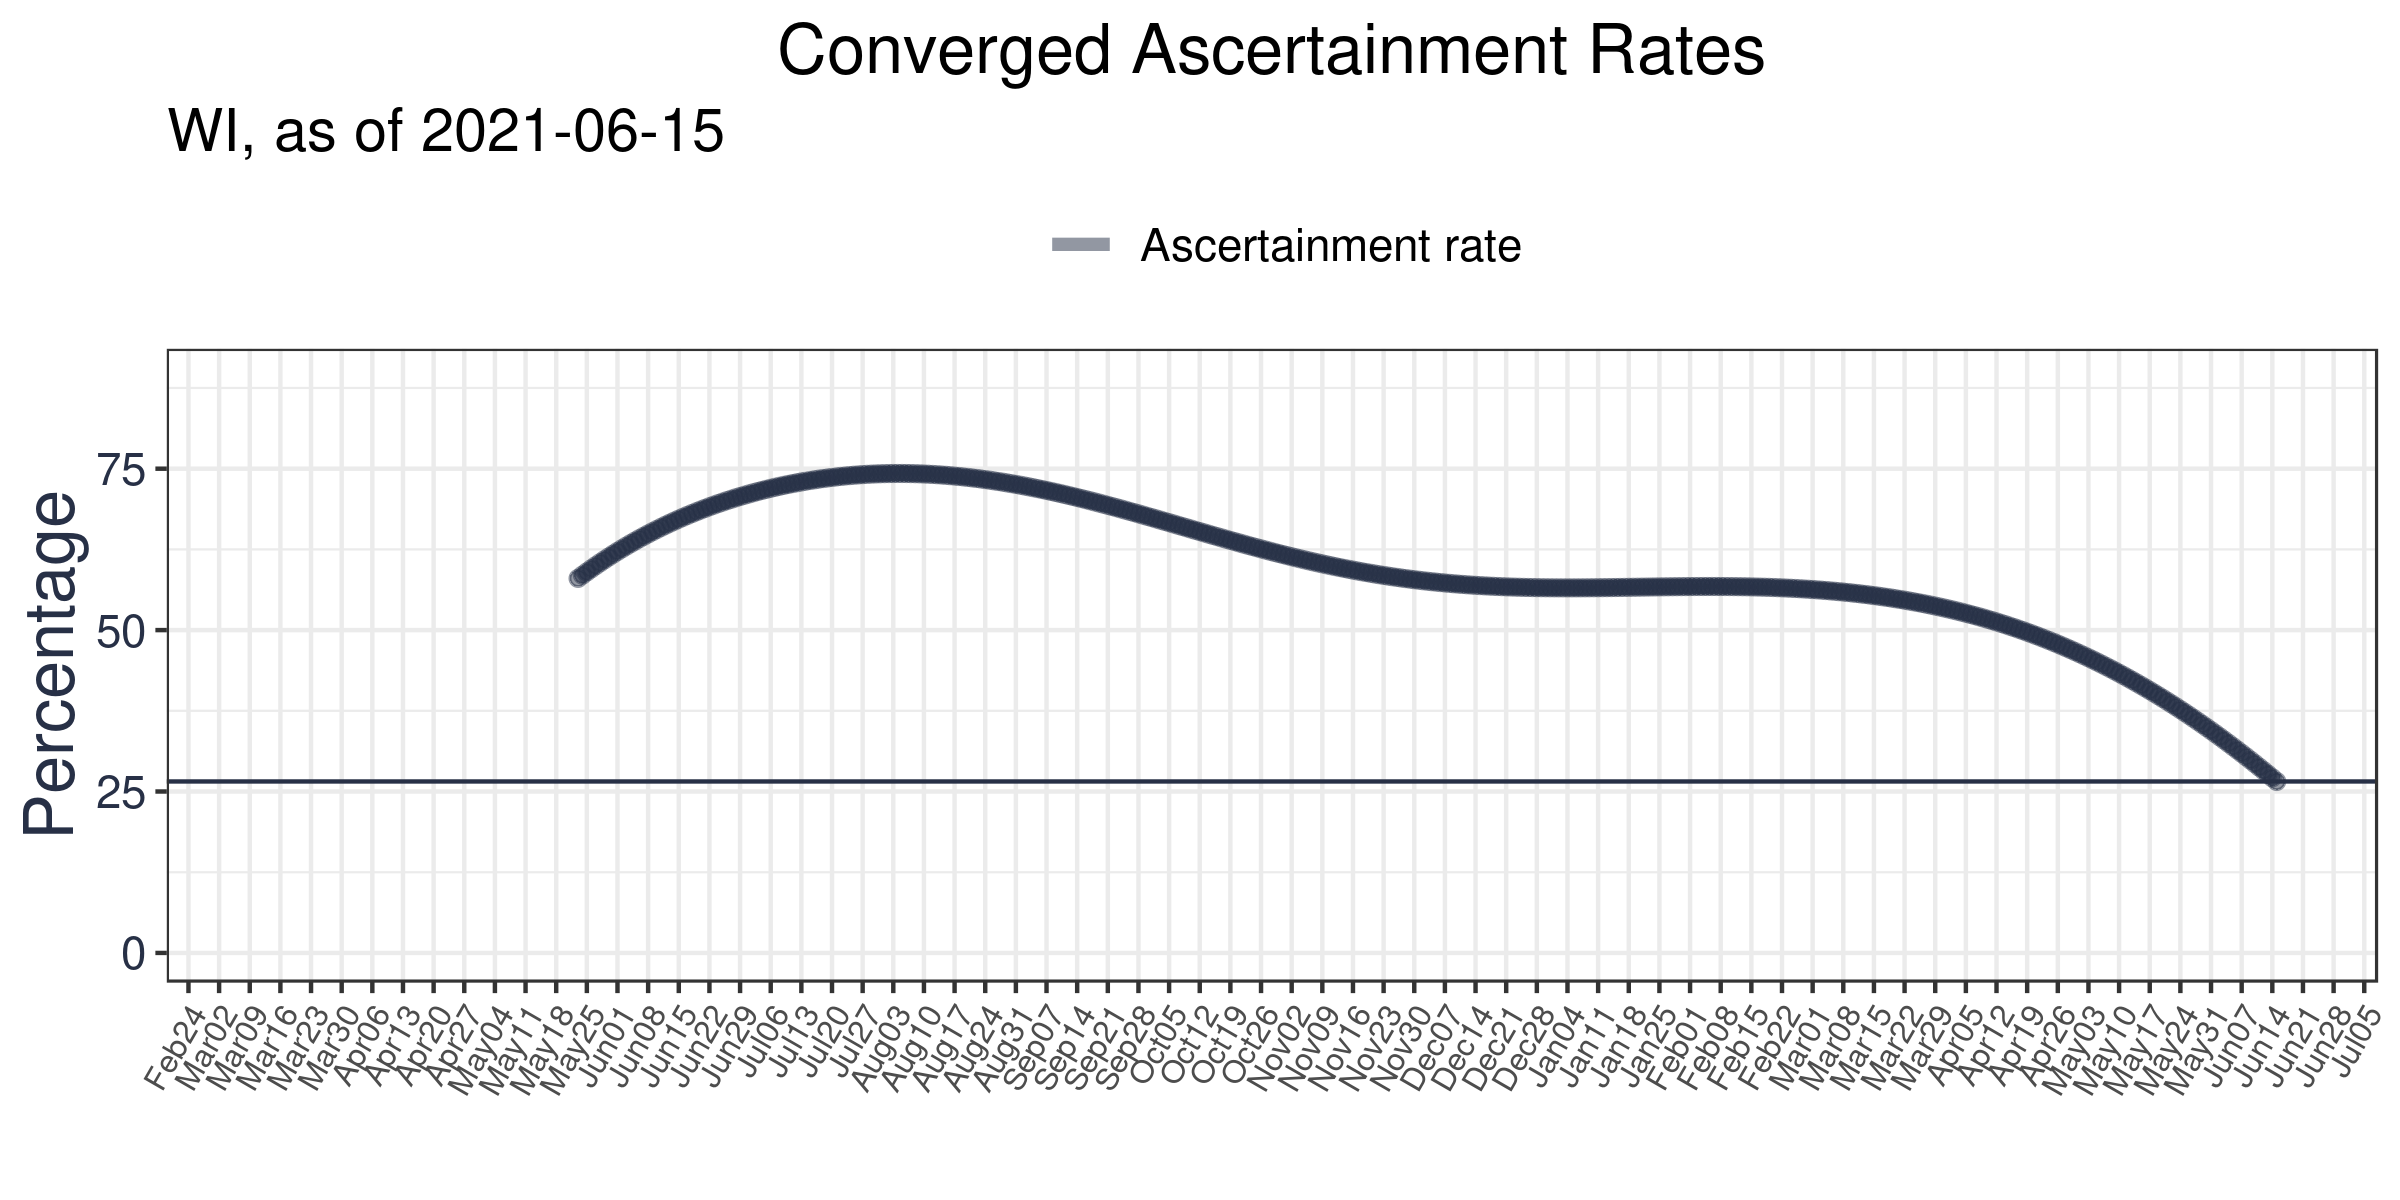 Converged Ascertainment Rates
WI, as of 2021-06-15
Ascertainment rate
Percentage
75
50
25
0
Feb24 Mar02 Mar09 Mar16 Mar23 Mar30 Apr06 Apr13 Apr20 Apr27 May04 May11 May18 May25 Jun01 Jun08 Jun15 Jun22 Jun29 Jul06 Jul13 Jul20 Jul27 Aug03 Aug10 Aug17 Aug24 Aug31 Sep07 Sep14 Sep21 Sep28 Oct05 Oct12 Oct19 Oct26 Nov02 Nov09 Nov16 Nov23 Nov30 Dec07 Dec14 Dec21 Dec28 Jan04 Jan11 Jan18 Jan25 Feb01 Feb08 Feb15 Feb22 Mar01 Mar08 Mar15 Mar22 Mar29 Apr05 Apr12 Apr19 Apr26 May03 May10 May17 May24 May31 Jun07 Jun14 Jun21 Jun28 Jul05